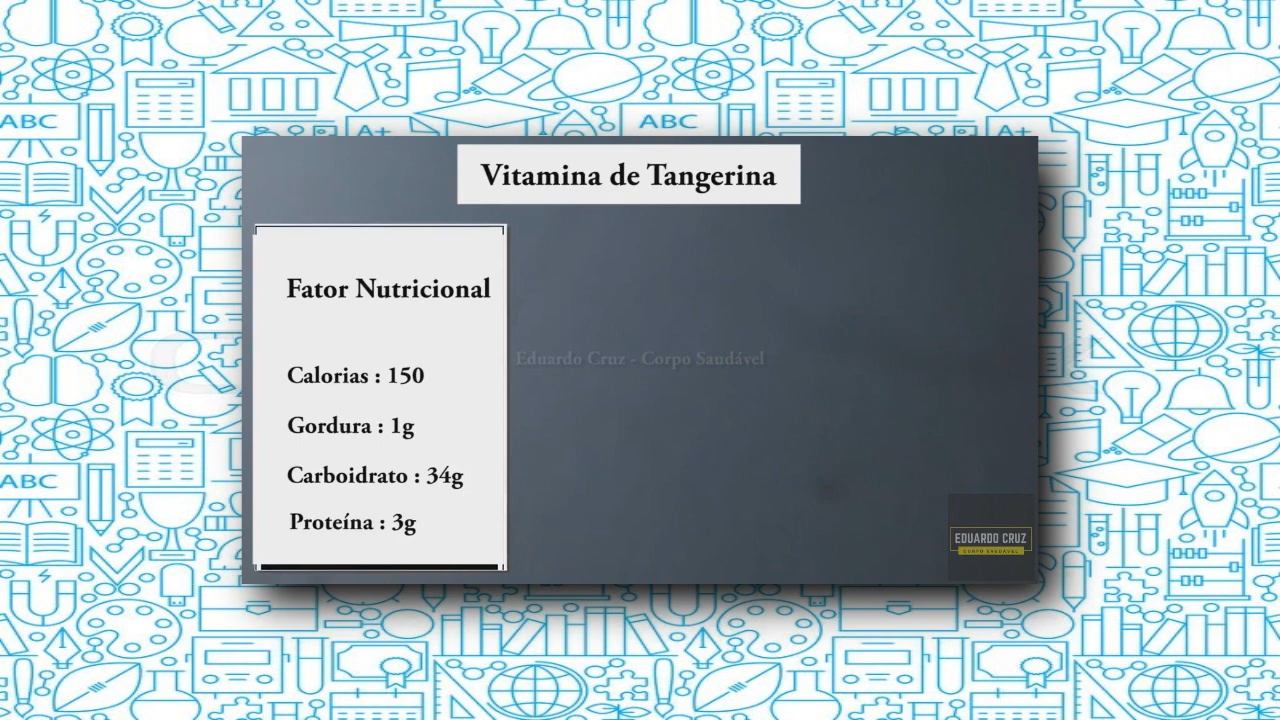 ABC
A+
ABC
A+
Vitamina de Tangerina
Fator Nutricional
Eduardo Cruz - Corpo Saudável
Calorias : 150
Gordura : 1g
Carboidrato : 34g
Proteína : 3g
ABC
EDUARDO CRUZ
CORPO SAUDÁVEL